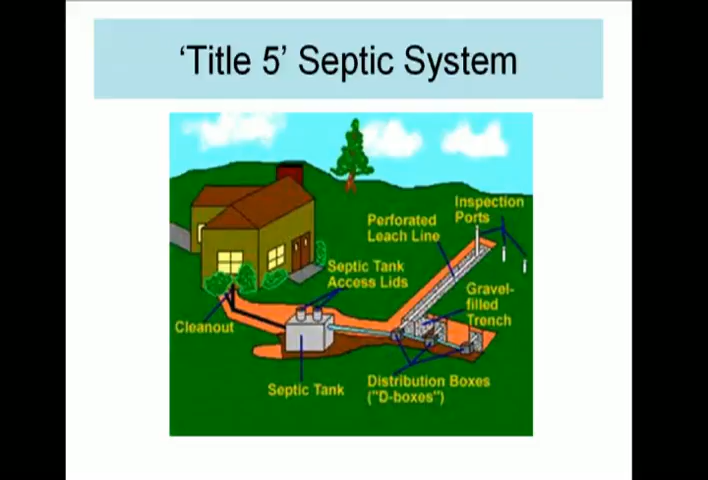 ‘Title 5’ Septic System
Inspection
Ports
Perforated
Leach Line
Septic Tank
Access Lids
Gravel-
filled
Trench
Cleanout
Septic Tank
Distribution Boxes
("D-boxes")